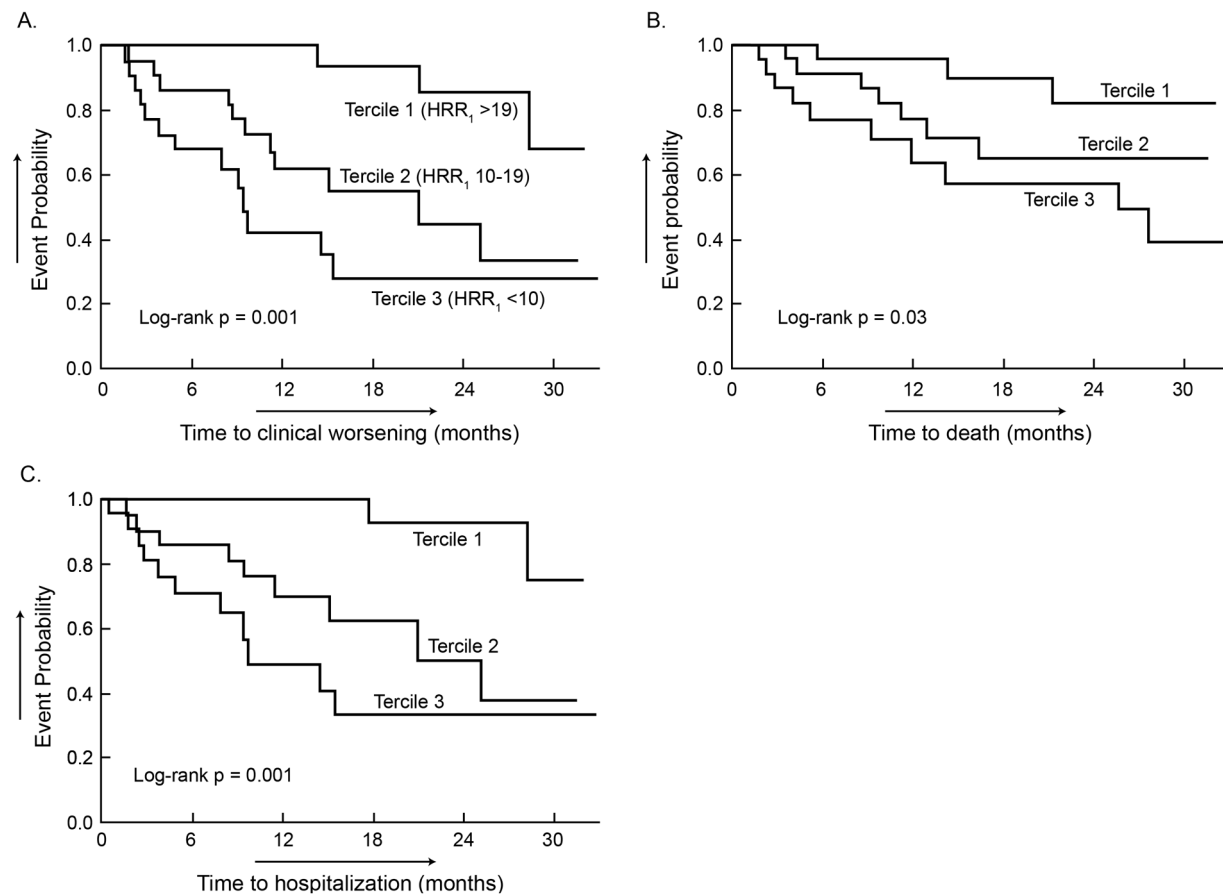 A.
1.0
0.8
0.6
0.4
0.2
0.0
Event Probability
Tercile 1 (HRR₁ >19)
Tercile 2 (HRR₁ 10-19)
Tercile 3 (HRR₁ <10)
Log-rank p = 0.001
0 6 12 18 24 30
Time to clinical worsening (months)
B.
1.0
0.8
0.6
0.4
0.2
0.0
Event probability
Tercile 1
Tercile 2
Tercile 3
Log-rank p = 0.03
0 6 12 18 24 30
Time to death (months)
C.
1.0
0.8
0.6
0.4
0.2
0.0
Event Probability
Tercile 1
Tercile 2
Tercile 3
Log-rank p = 0.001
0 6 12 18 24 30
Time to hospitalization (months)